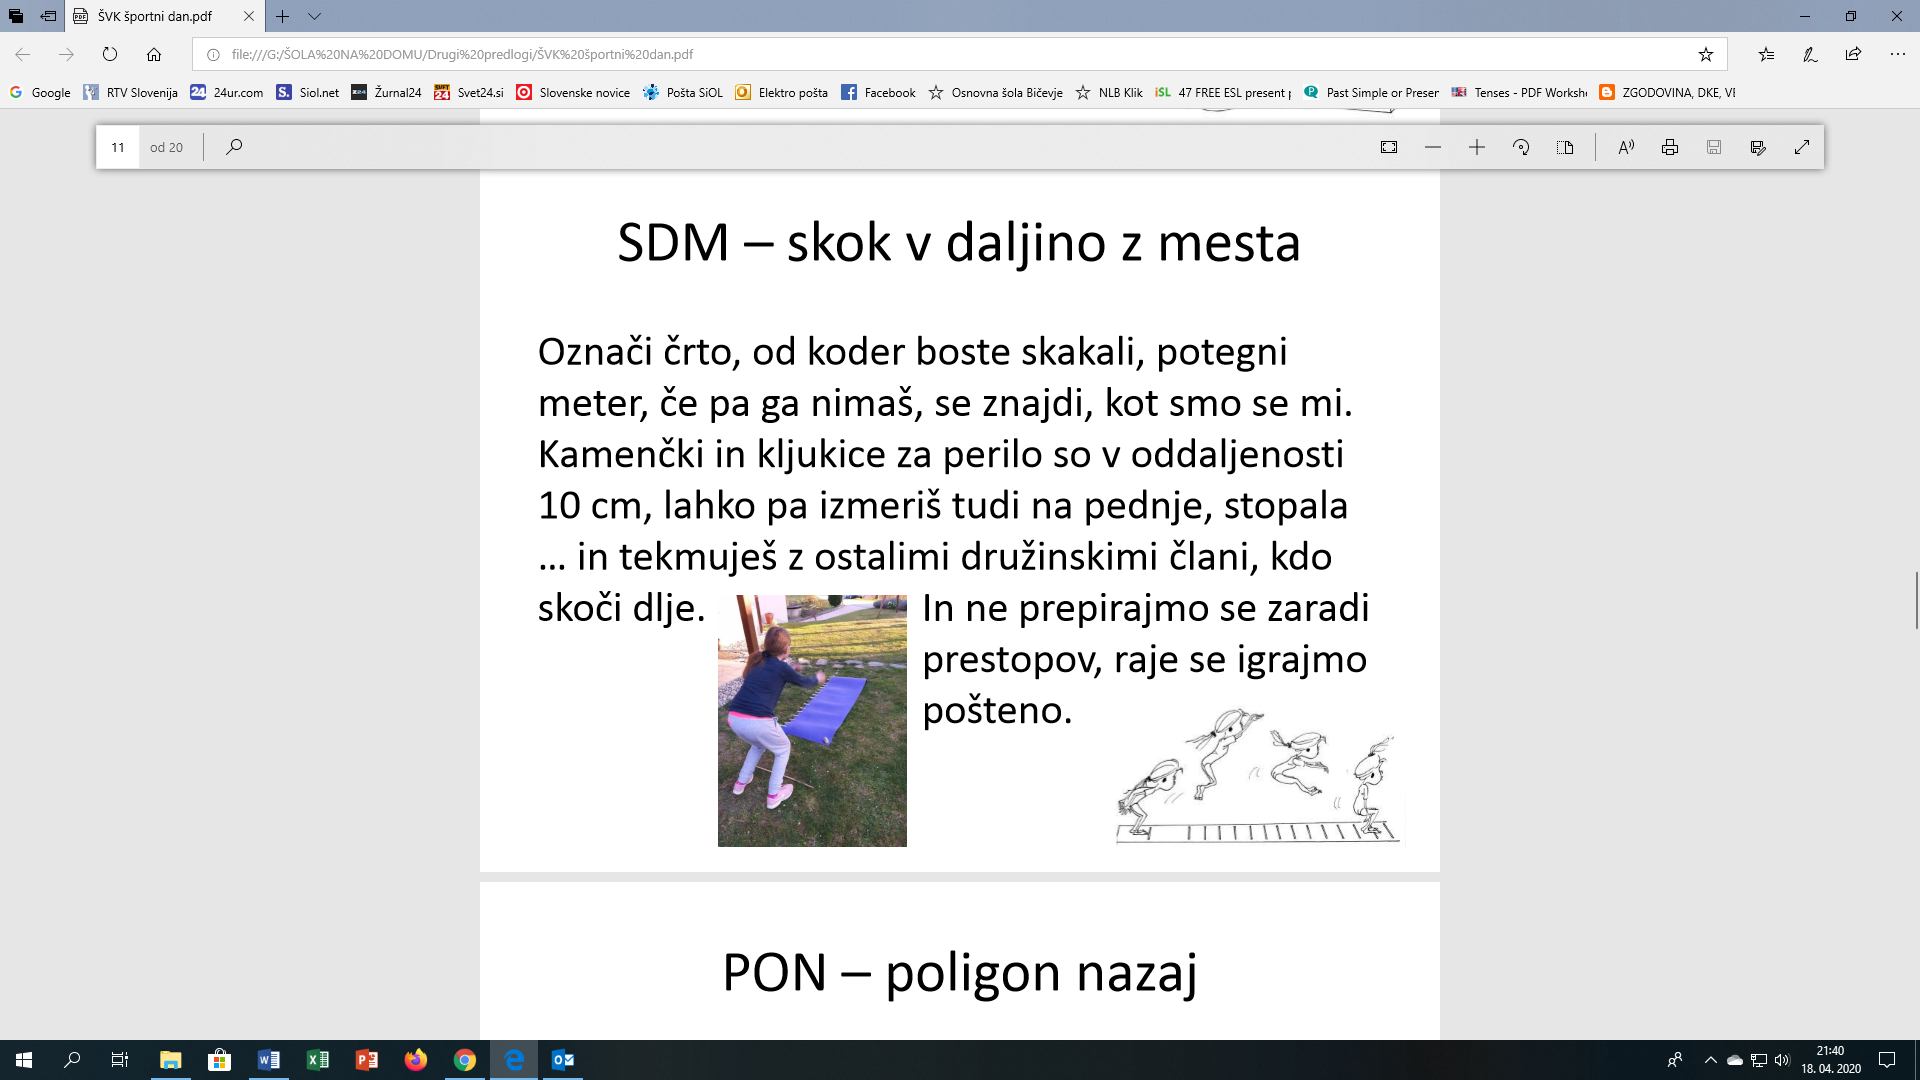 ŠVK športni dan.pdf
file:///G:/ŠOLA%20NA%20DOMU/Drugi%20predlogi/ŠVK%20športni%20dan.pdf
Google RTV Slovenija 24ur.com Siol.net Žurnal24 Svet24.si Slovenske novice Pošta SiOL Elektro pošta Facebook Osnovna šola Bičevje NLB Klik 47 FREE ESL present p Past Simple or Presen Tenses - PDF Worksh ZGODOVINA, DKE, VE
11 od 20
SDM – skok v daljino z mesta
Označi črto, od koder boste skakali, potegni
meter, če pa ga nimaš, se znajdi, kot smo se mi.
Kamenčki in kljukice za perilo so v oddaljenosti
10 cm, lahko pa izmeriš tudi na pednje, stopala
… in tekmuješ z ostalimi družinskimi člani, kdo
skoči dlje. In ne prepirajmo se zaradi
prestopov, raje se igrajmo
pošteno.
PON – poligon nazaj
21:40
18. 04. 2020